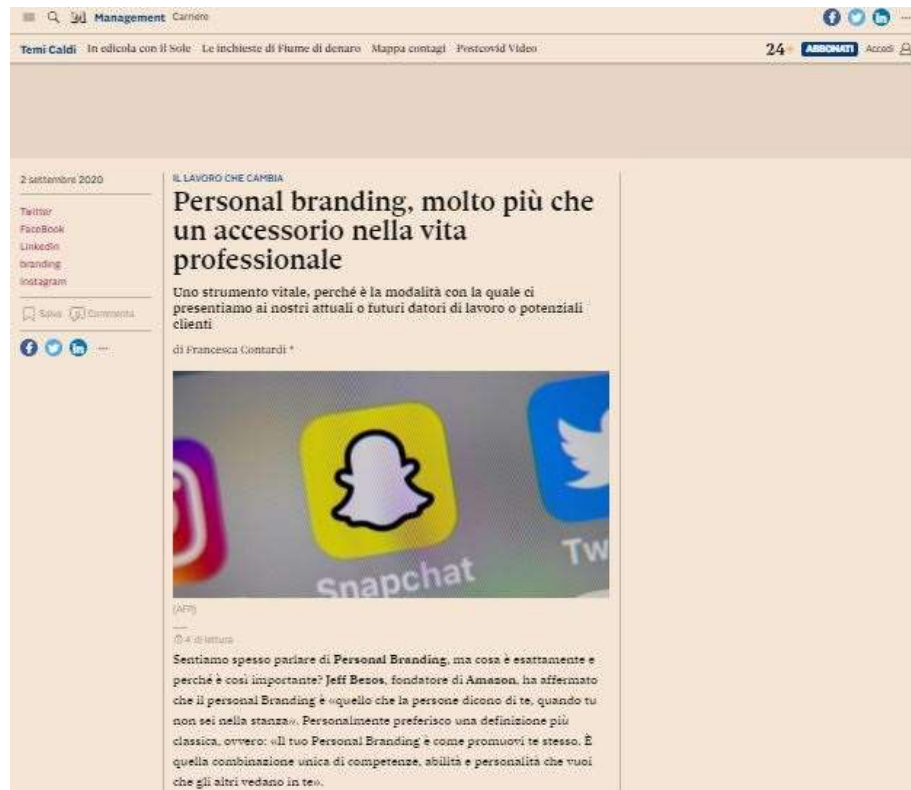 Management Carriere
Temi Caldi In edicola con il Sole Le inchieste di Fiume di denaro Mappa contagi Postcovid Video
24+ ABBONATI Accedi
2 settembre 2020
Twitter
FaceBook
LinkedIn
branding
Instagram
Salva 0 Commenta
IL LAVORO CHE CAMBIA
Personal branding, molto più che
un accessorio nella vita
professionale
Uno strumento vitale, perché è la modalità con la quale ci
presentiamo ai nostri attuali o futuri datori di lavoro o potenziali
clienti
di Francesca Contardi *
Snapchat
Tw
(AFP)
4' di lettura
Sentiamo spesso parlare di Personal Branding, ma cosa è esattamente e
perché è così importante? Jeff Bezos, fondatore di Amazon, ha affermato
che il personal Branding è «quello che la persone dicono di te, quando tu
non sei nella stanza». Personalmente preferisco una definizione più
classica, ovvero: «Il tuo Personal Branding è come promuovi te stesso. È
quella combinazione unica di competenze, abilità e personalità che vuoi
che gli altri vedano in te».